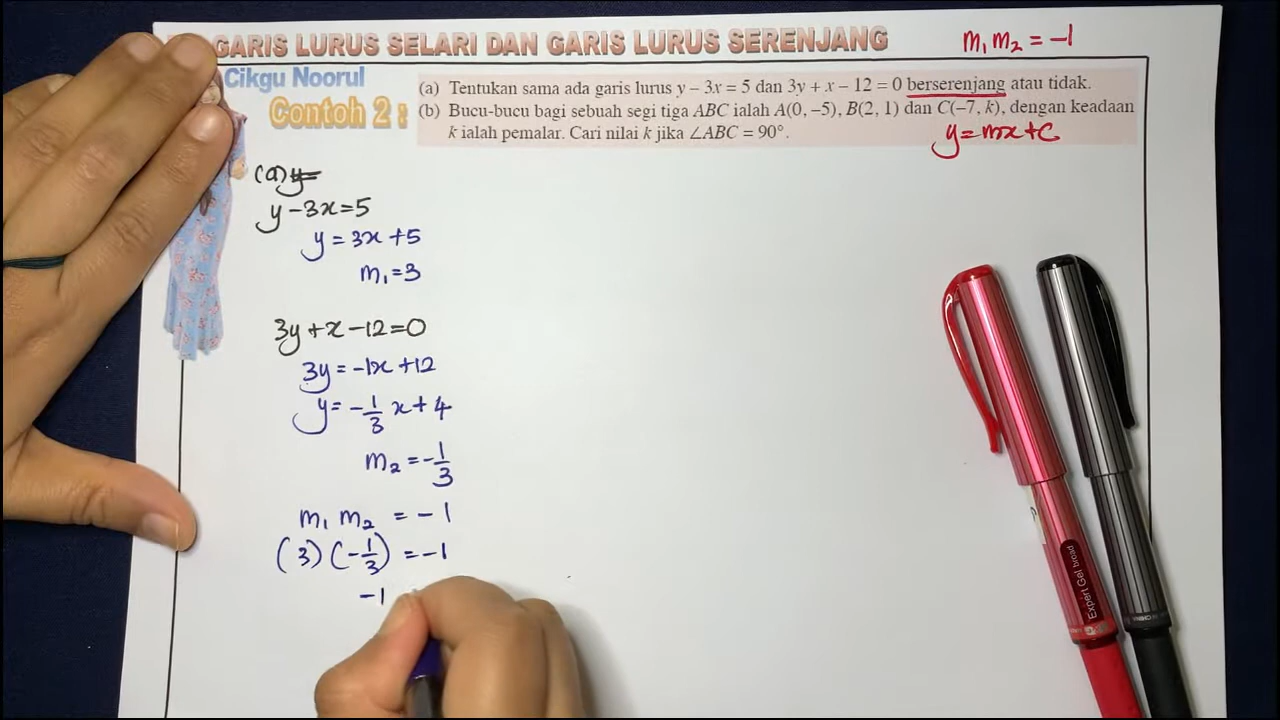 GARIS LURUS SELARI DAN GARIS LURUS SERENJANG
m₁m₂ = -1
Cikgu Noorul
Contoh 2 :
(a) Tentukan sama ada garis lurus y – 3x = 5 dan 3y + x – 12 = 0 berserenjang atau tidak.
(b) Bucu-bucu bagi sebuah segi tiga ABC ialah A(0, –5), B(2, 1) dan C(–7, k), dengan keadaan
k ialah pemalar. Cari nilai k jika ∠ABC = 90°.
y = mx + c
(a) y=
y - 3x = 5
y = 3x + 5
m₁ = 3
3y + x - 12 = 0
3y = -1x + 12
y = -1/3 x + 4
m₂ = -1/3
m₁ m₂ = -1
(3)(-1/3) = -1
-1
Expert Gel broad